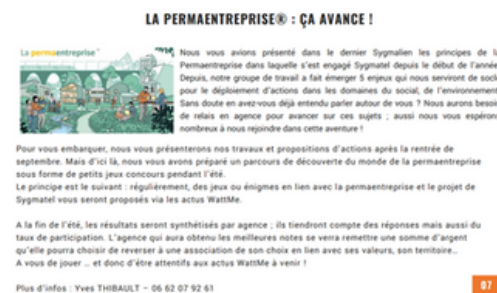 LA PERMAENTREPRISE® : ÇA AVANCE !
La permaentreprise
Nous vous avions présenté dans le dernier Sygmalien les principes de l
Permaentreprise dans laquelle s'est engagé Sygmatel depuis le début de l'année
Depuis, notre groupe de travail a fait émerger 5 enjeux qui nous serviront de soc
pour le déploiement d'actions dans les domaines du social, de l'environnement
Sans doute en avez-vous déjà entendu parler autour de vous ? Nous aurons besoi
de relais en agence pour avancer sur ces sujets ; aussi nous vous espéron
nombreux à nous rejoindre dans cette aventure !
Pour vous embarquer, nous vous présenterons nos travaux et propositions d'actions après la rentrée de
septembre. Mais d'ici là, nous vous avons préparé un parcours de découverte du monde de la permaentreprise
sous forme de petits jeux concours pendant l'été.
Le principe est le suivant : régulièrement, des jeux ou énigmes en lien avec la permaentreprise et le projet de
Sygmatel vous seront proposés via les actus WattMe.
A la fin de l'été, les résultats seront synthétisés par agence ; ils tiendront compte des réponses mais aussi du
taux de participation. L'agence qui aura obtenu les meilleures notes se verra remettre une somme d'argent
qu'elle pourra choisir de reverser à une association de son choix en lien avec ses valeurs, son territoire…
A vous de jouer … et donc d'être attentifs aux actus WattMe à venir !
Plus d'infos : Yves THIBAULT – 06 62 07 92 61
07